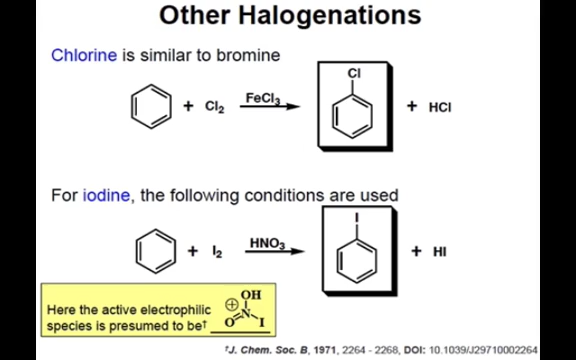 Other Halogenations
Chlorine is similar to bromine
Cl
+ Cl₂ FeCl₃ + HCl
For iodine, the following conditions are used
I
+ I₂ HNO₃ + HI
Here the active electrophilic
species is presumed to be†
OH
⊕
N
O I
†J. Chem. Soc. B, 1971, 2264 - 2268, DOI: 10.1039/J29710002264